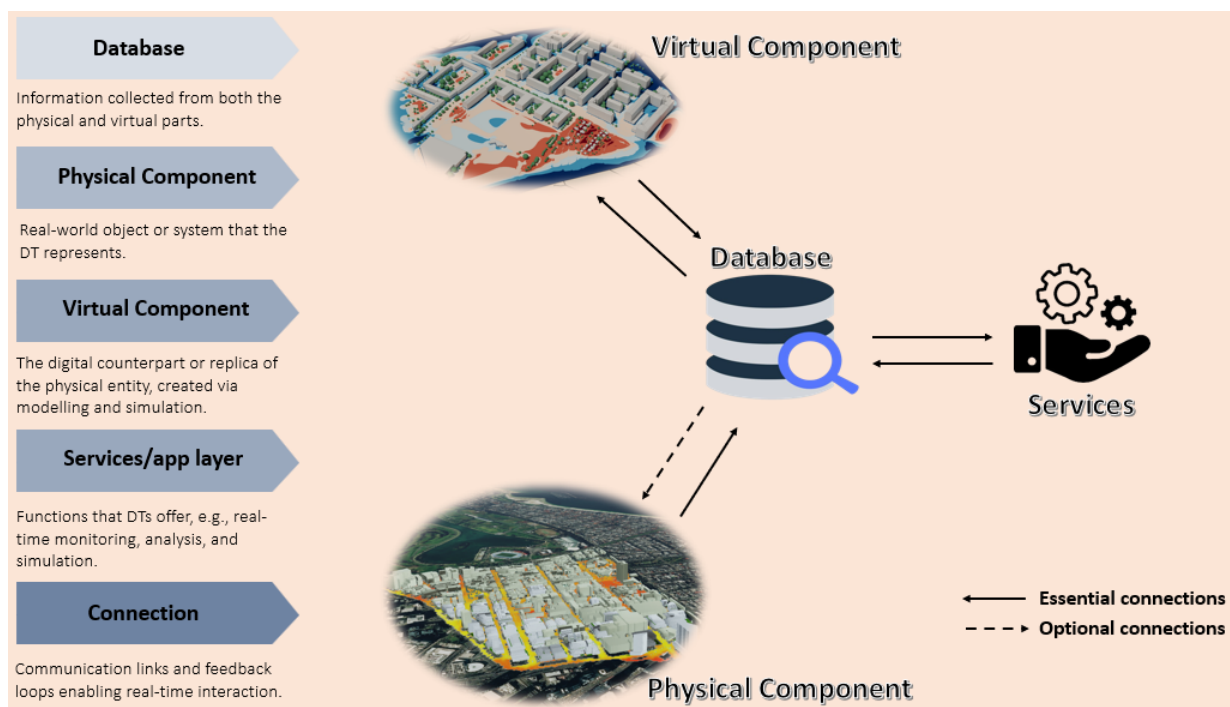 Database
Information collected from both the
physical and virtual parts.
Physical Component
Real-world object or system that the
DT represents.
Virtual Component
The digital counterpart or replica of
the physical entity, created via
modelling and simulation.
Services/app layer
Functions that DTs offer, e.g., real-
time monitoring, analysis, and
simulation.
Connection
Communication links and feedback
loops enabling real-time interaction.
Virtual Component
Database
Services
Essential connections
Optional connections
Physical Component